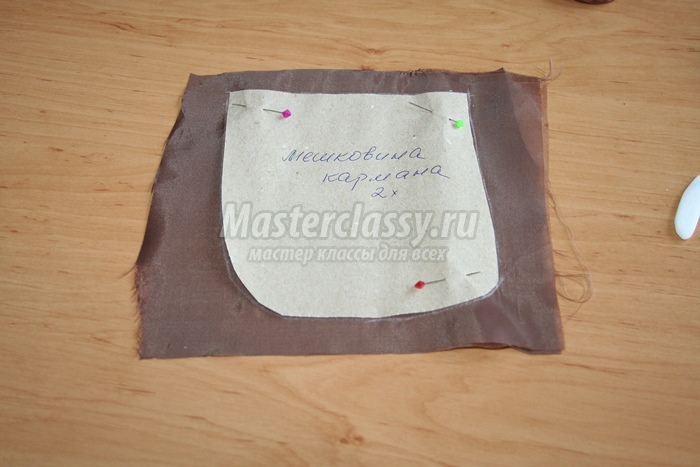 мешковина
кармана
2х
Masterclassy.ru
мастер классы для всех